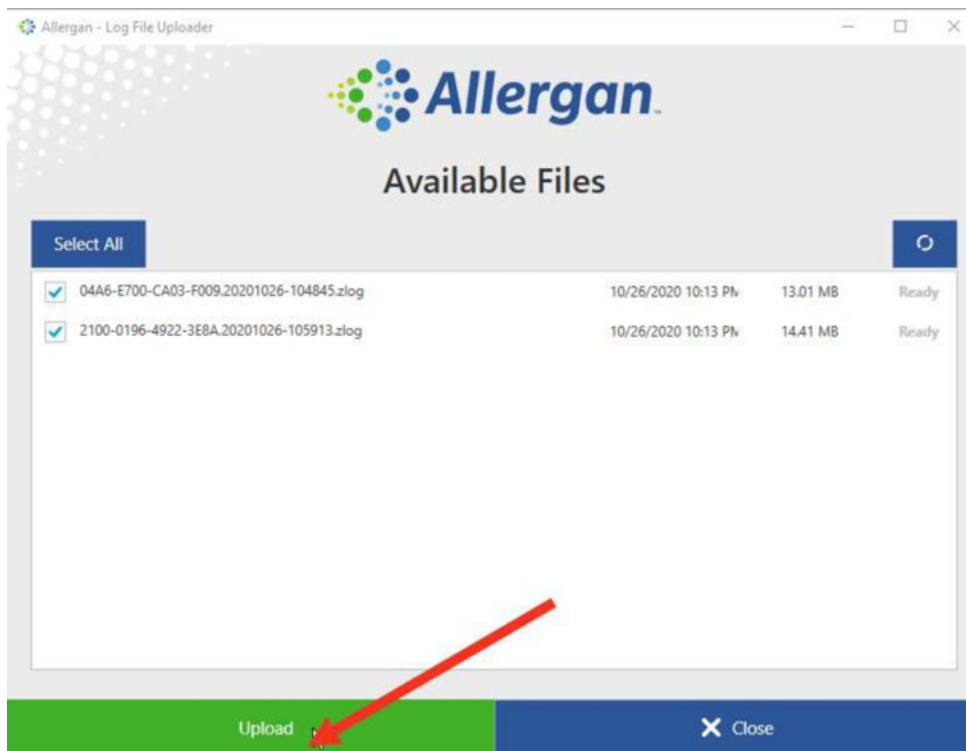 Allergan - Log File Uploader
Allergan™
Available Files
Select All
04A6-E700-CA03-F009.20201026-104845.zlog 10/26/2020 10:13 PM 13.01 MB Ready
2100-0196-4922-3E8A.20201026-105913.zlog 10/26/2020 10:13 PM 14.41 MB Ready
Upload Close